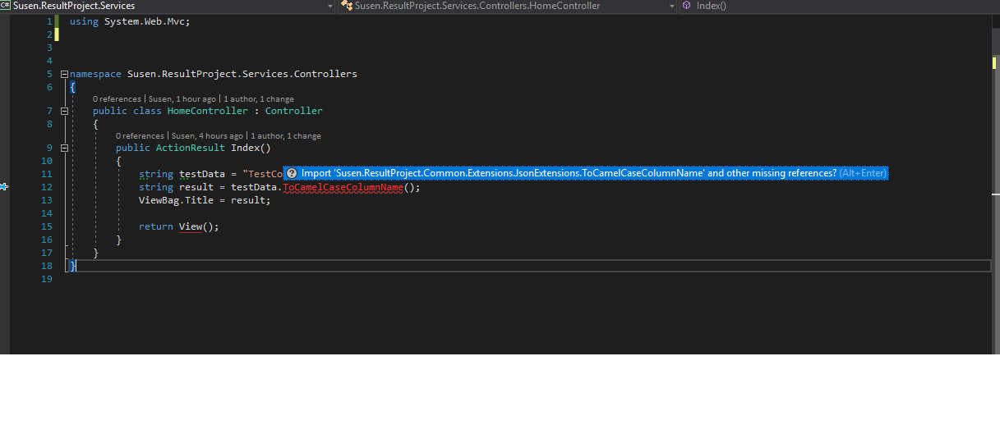 C# Susen.ResultProject.Services Susen.ResultProject.Services.Controllers.HomeController Index()
1 using System.Web.Mvc;
2
3
4
5 namespace Susen.ResultProject.Services.Controllers
6 {
0 references | Susen, 1 hour ago | 1 author, 1 change
7 public class HomeController : Controller
8 {
0 references | Susen, 4 hours ago | 1 author, 1 change
9 public ActionResult Index()
10 {
11 string testData = "TestCo ? Import 'Susen.ResultProject.Common.Extensions.JsonExtensions.ToCamelCaseColumnName' and other missing references? (Alt+Enter)
12 string result = testData.ToCamelCaseColumnName();
13 ViewBag.Title = result;
14
15 return View();
16 }
17 }
18 }
19